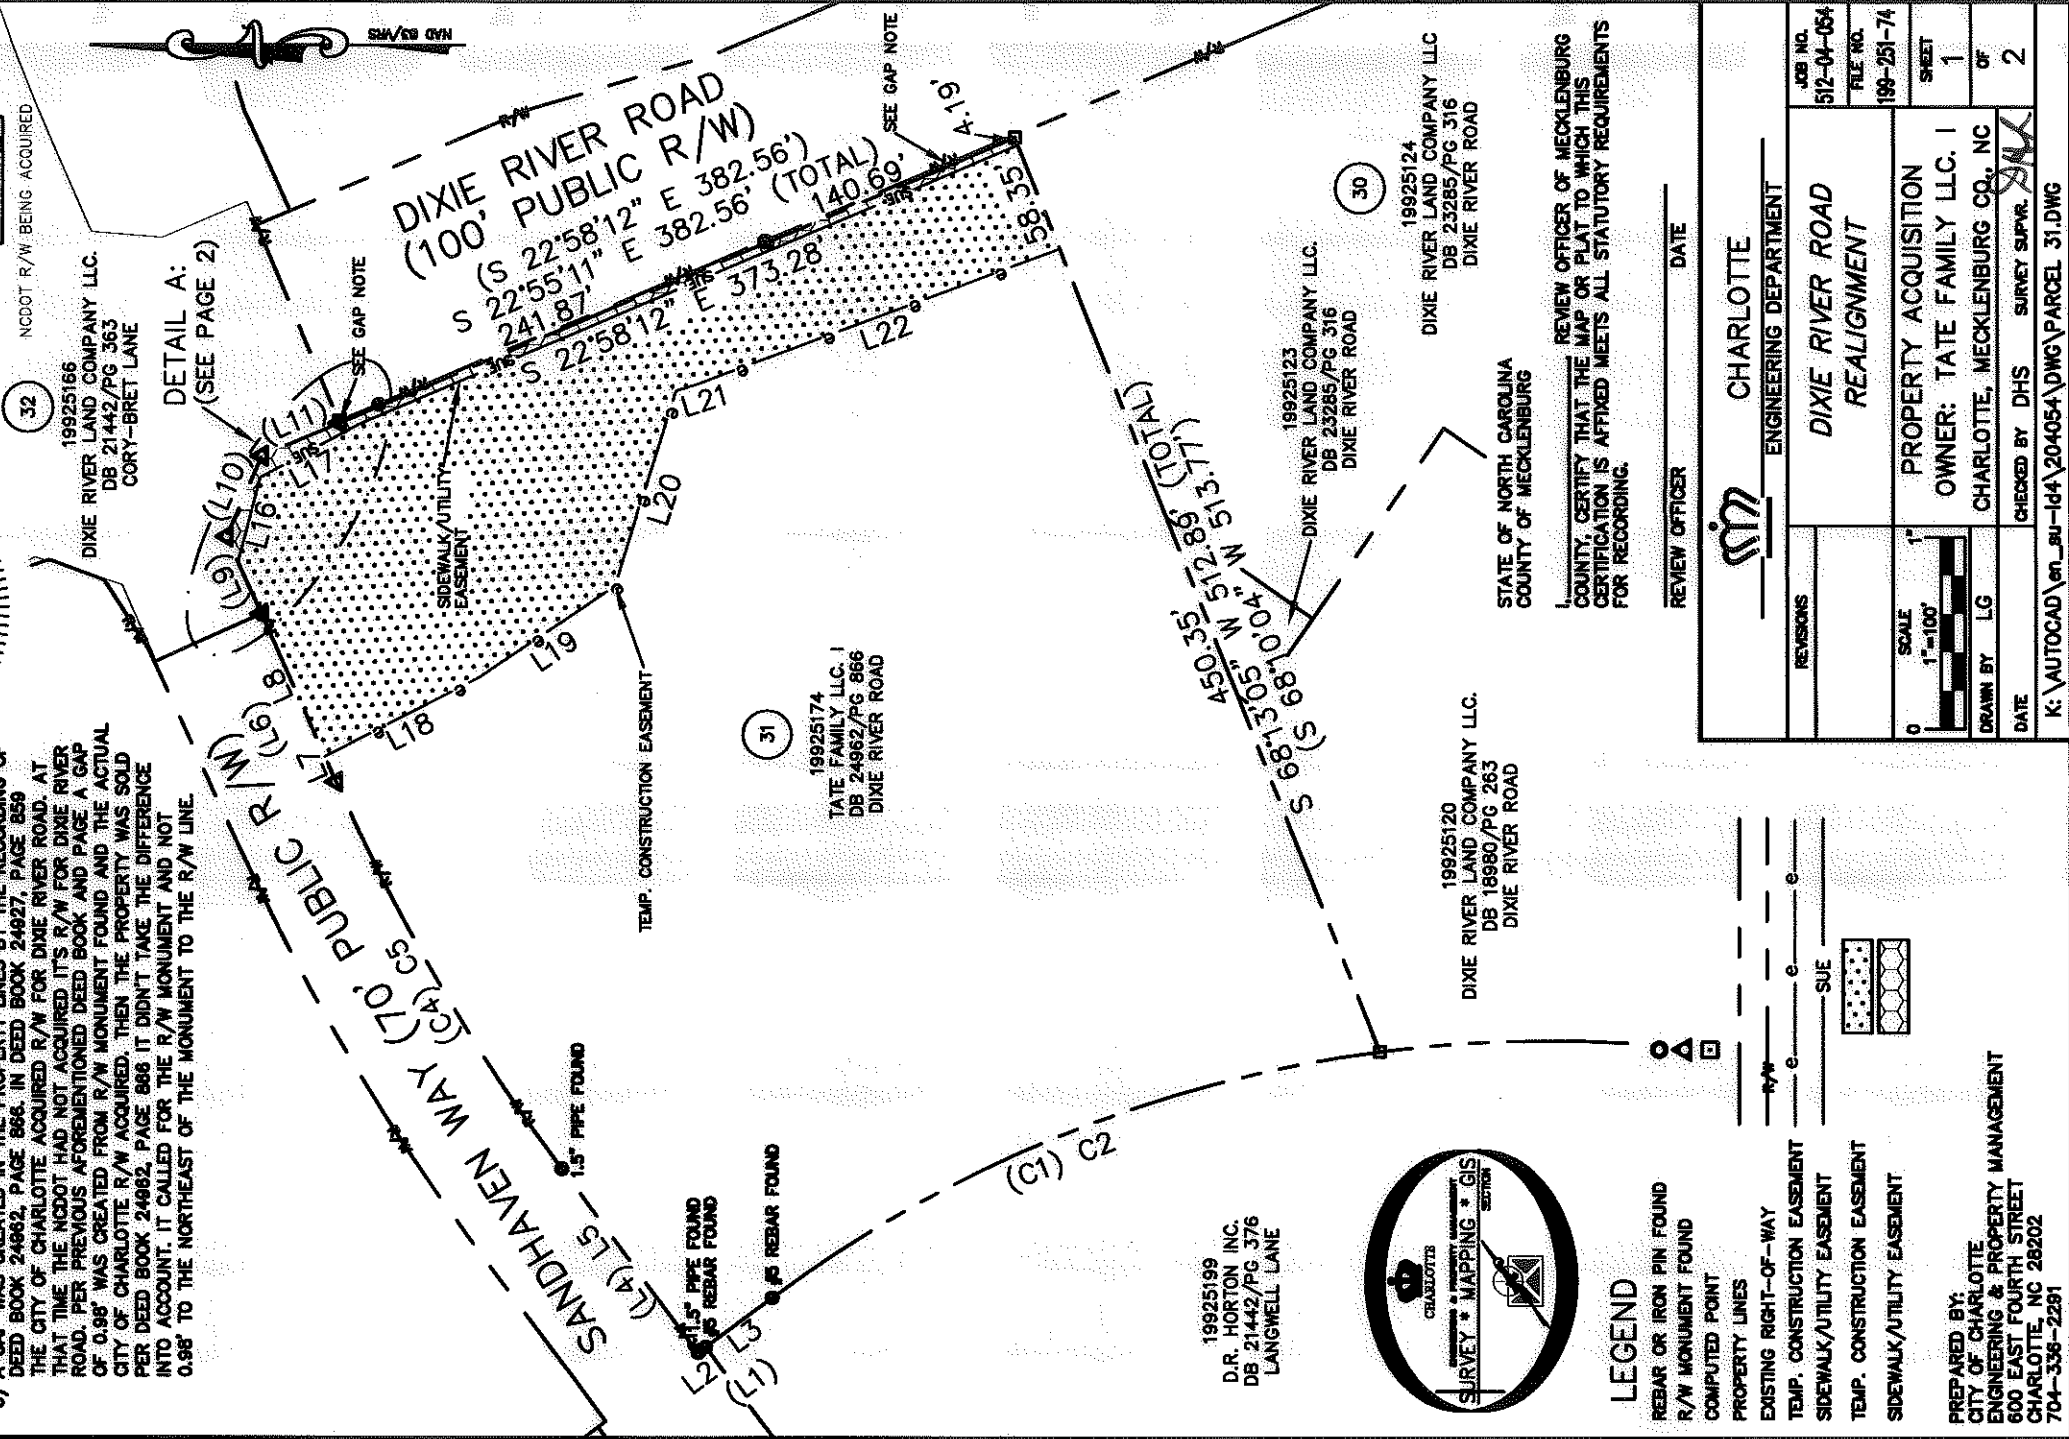 DEED BOOK 24962, PAGE 866. IN DEED BOOK 24927, PAGE 859
THE CITY OF CHARLOTTE ACQUIRED R/W FOR DIXIE RIVER ROAD. AT
THAT TIME THE NCDOT HAD NOT ACQUIRED IT'S R/W FOR DIXIE RIVER
ROAD. PER PREVIOUS AFOREMENTIONED DEED BOOK AND PAGE A GAP
OF 0.98' WAS CREATED FROM R/W MONUMENT FOUND AND THE ACTUAL
CITY OF CHARLOTTE R/W ACQUIRED. THEN THE PROPERTY WAS SOLD
PER DEED BOOK 24962, PAGE 866 IT DIDN'T TAKE THE DIFFERENCE
INTO ACCOUNT. IT CALLED FOR THE R/W MONUMENT AND NOT
0.98' TO THE NORTHEAST OF THE MONUMENT TO THE R/W LINE.
NCDOT R/W BEING ACQUIRED
32
19925166
DIXIE RIVER LAND COMPANY LLC.
DB 21442/PG 363
CORY-BRET LANE
DETAIL A:
(SEE PAGE 2)
NAD 83/VRS
SEE GAP NOTE
DIXIE RIVER ROAD
(100' PUBLIC R/W)
(S 22°58'12" E 382.56')
S 22°55'11" E 382.56' (TOTAL)
241.87'
140.69'
S 22°58'12" E 373.28'
SEE GAP NOTE
4.19'
58.35'
R/W
R/W
SUE
SUE
SUE
SUE
(L9)
(L10)
(L11)
L16
L17
(L6)
L8
L7
L18
L19
L20
L21
L22
SIDEWALK/UTILITY
EASEMENT
TEMP. CONSTRUCTION EASEMENT
SANDHAVEN WAY (70' PUBLIC R/W)
(C4) C5
(L4) L5
1.5" PIPE FOUND
1.5" PIPE FOUND
#5 REBAR FOUND
#5 REBAR FOUND
L2
L3
(L1)
(C1) C2
31
19925174
TATE FAMILY LLC. I
DB 24962/PG 866
DIXIE RIVER ROAD
450.35'
S 68°13'05" W 512.89' (TOTAL)
(S 68°10'04" W 513.77')
19925120
DIXIE RIVER LAND COMPANY LLC.
DB 18980/PG 263
DIXIE RIVER ROAD
19925123
DIXIE RIVER LAND COMPANY LLC.
DB 23285/PG 316
DIXIE RIVER ROAD
30
19925124
DIXIE RIVER LAND COMPANY LLC
DB 23285/PG 316
DIXIE RIVER ROAD
19925199
D.R. HORTON INC.
DB 21442/PG 376
LANGWELL LANE
CHARLOTTE
ENGINEERING & PROPERTY MANAGEMENT
SURVEY * MAPPING * GIS
SECTION
STATE OF NORTH CAROLINA
COUNTY OF MECKLENBURG
I, REVIEW OFFICER OF MECKLENBURG
COUNTY, CERTIFY THAT THE MAP OR PLAT TO WHICH THIS
CERTIFICATION IS AFFIXED MEETS ALL STATUTORY REQUIREMENTS
FOR RECORDING.
REVIEW OFFICER DATE
LEGEND
REBAR OR IRON PIN FOUND
R/W MONUMENT FOUND
COMPUTED POINT
PROPERTY LINES
EXISTING RIGHT-OF-WAY R/W
TEMP. CONSTRUCTION EASEMENT e e e
SIDEWALK/UTILITY EASEMENT SUE
TEMP. CONSTRUCTION EASEMENT
SIDEWALK/UTILITY EASEMENT
PREPARED BY:
CITY OF CHARLOTTE
ENGINEERING & PROPERTY MANAGEMENT
600 EAST FOURTH STREET
CHARLOTTE, NC 28202
704-336-2291
CHARLOTTE
ENGINEERING DEPARTMENT
REVISIONS
DIXIE RIVER ROAD
REALIGNMENT
JOB NO.
512-04-054
FILE NO.
199-251-74
SCALE
1"=100'
0 1"
PROPERTY ACQUISITION
OWNER: TATE FAMILY LLC. I
CHARLOTTE, MECKLENBURG CO., NC
SHEET
1
OF
2
DRAWN BY LG
DATE
CHECKED BY DHS SURVEY SUPVR.
K:\AUTOCAD\en_su-ld4\204054\DWG\PARCEL 31.DWG